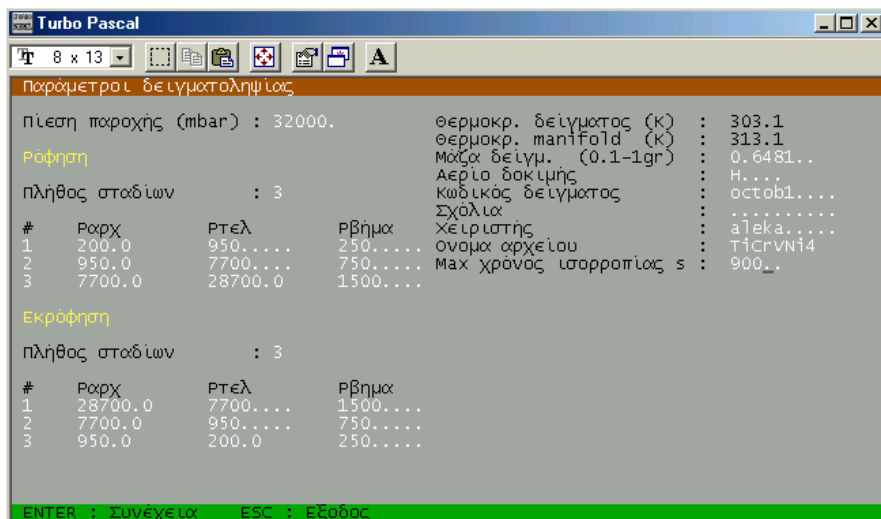 Turbo Pascal
8 x 13
A
Παράμετροι δειγματοληψίας
Πίεση παροχής (mbar) : 32000.
Ρόφηση
Πλήθος σταδίων : 3
# Ραρχ Ρτελ Ρβήμα
1 200.0 950..... 250.....
2 950.0 7700.... 750.....
3 7700.0 28700.0 1500....
Εκρόφηση
Πλήθος σταδίων : 3
# Ραρχ Ρτελ Ρβημα
1 28700.0 7700.... 1500....
2 7700.0 950..... 750.....
3 950.0 200.0 250.....
Θερμοκρ. δείγματος (Κ) : 303.1
Θερμοκρ. manifold (Κ) : 313.1
Μάζα δείγμ. (0.1-1gr) : 0.6481..
Αέριο δοκιμής : H....
Κωδικός δείγματος : octob1....
Σχόλια : ..........
Χειριστής : aleka.....
Ονομα αρχείου : TiCrVNi4
Max χρόνος ισορροπίας s : 900..
ENTER : Συνέχεια ESC : Εξοδος